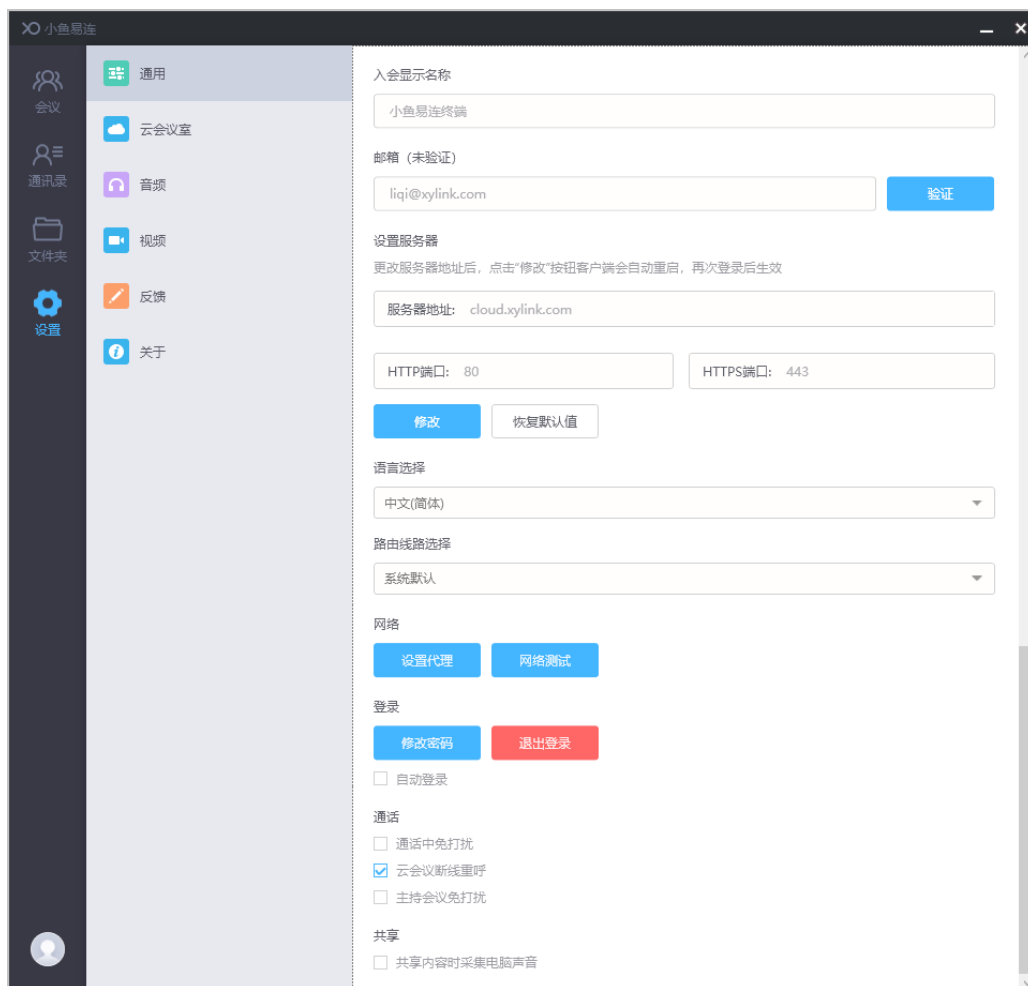 小鱼易连
会议
通讯录
文件夹
设置
通用
云会议室
音频
视频
反馈
关于
入会显示名称
小鱼易连终端
邮箱（未验证）
liqi@xylink.com
验证
设置服务器
更改服务器地址后，点击“修改”按钮客户端会自动重启，再次登录后生效
服务器地址: cloud.xylink.com
HTTP端口: 80
HTTPS端口: 443
修改
恢复默认值
语言选择
中文(简体)
路由线路选择
系统默认
网络
设置代理
网络测试
登录
修改密码
退出登录
自动登录
通话
通话中免打扰
云会议断线重呼
主持会议免打扰
共享
共享内容时采集电脑声音